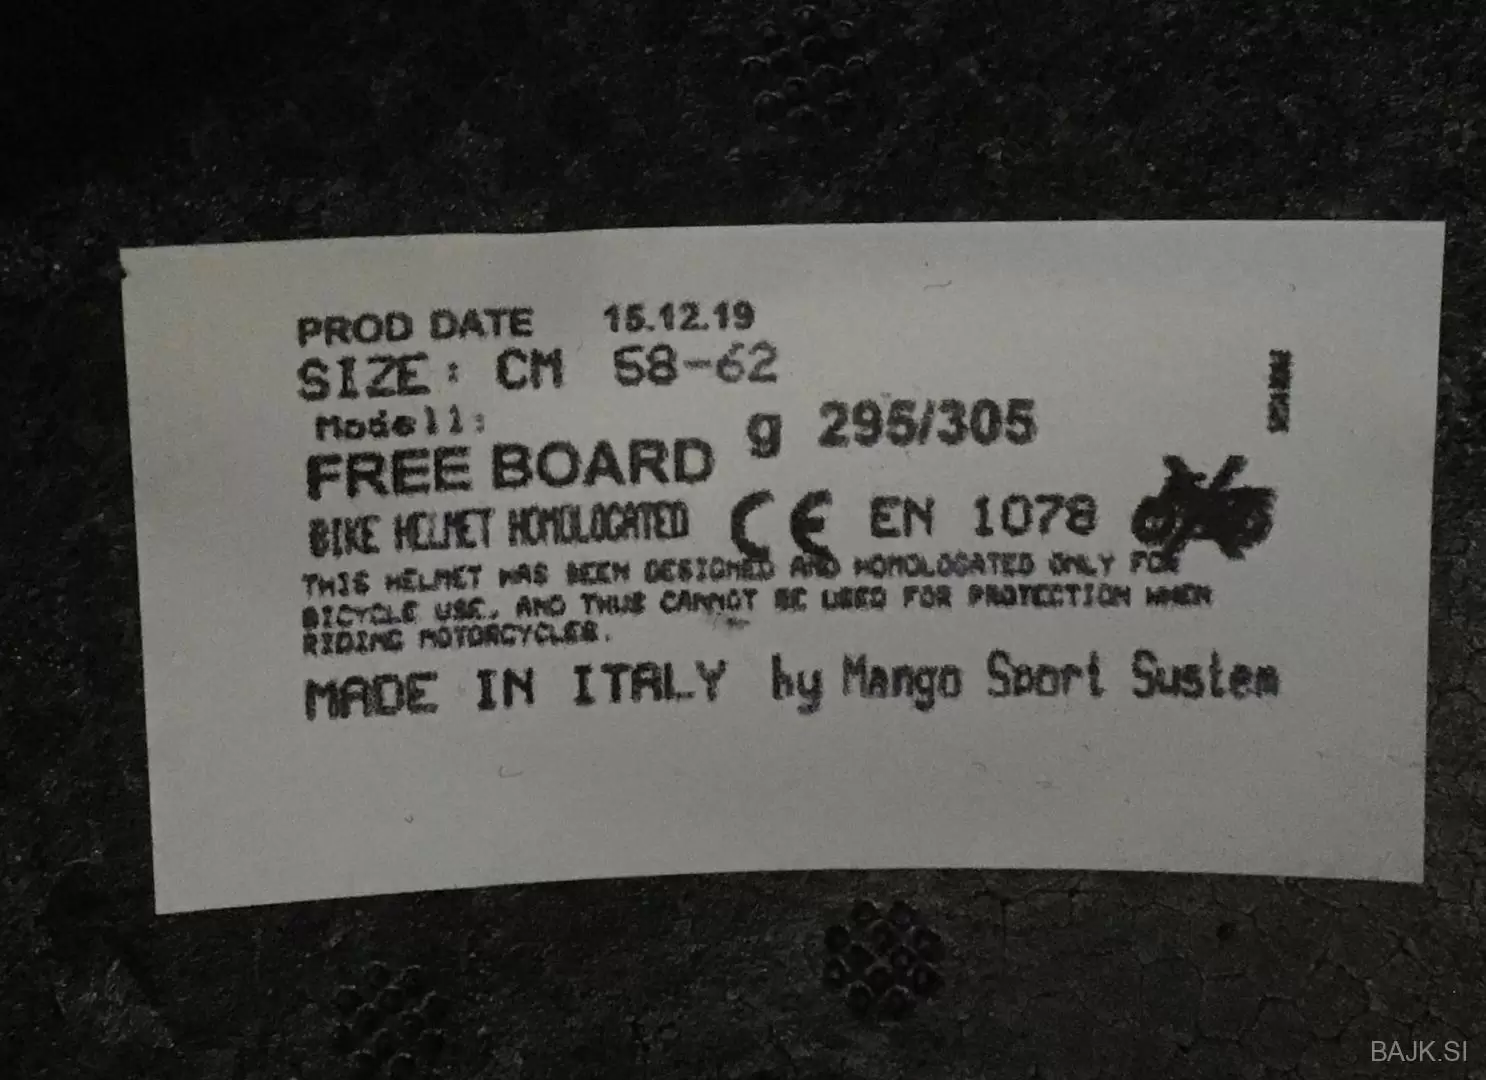 PROD DATE 15.12.19
SIZE: CM 58-62
Modell:
FREE BOARD g 295/305
BIKE HELMET HOMOLOGATED CE EN 1078
THIS HELMET HAS BEEN DESIGNED AND HOMOLOGATED ONLY FOR
BICYCLE USE, AND THUS CANNOT BE USED FOR PROTECTION WHEN
RIDING MOTORCYCLES.
MADE IN ITALY by Mango Sport System
BAJK.SI